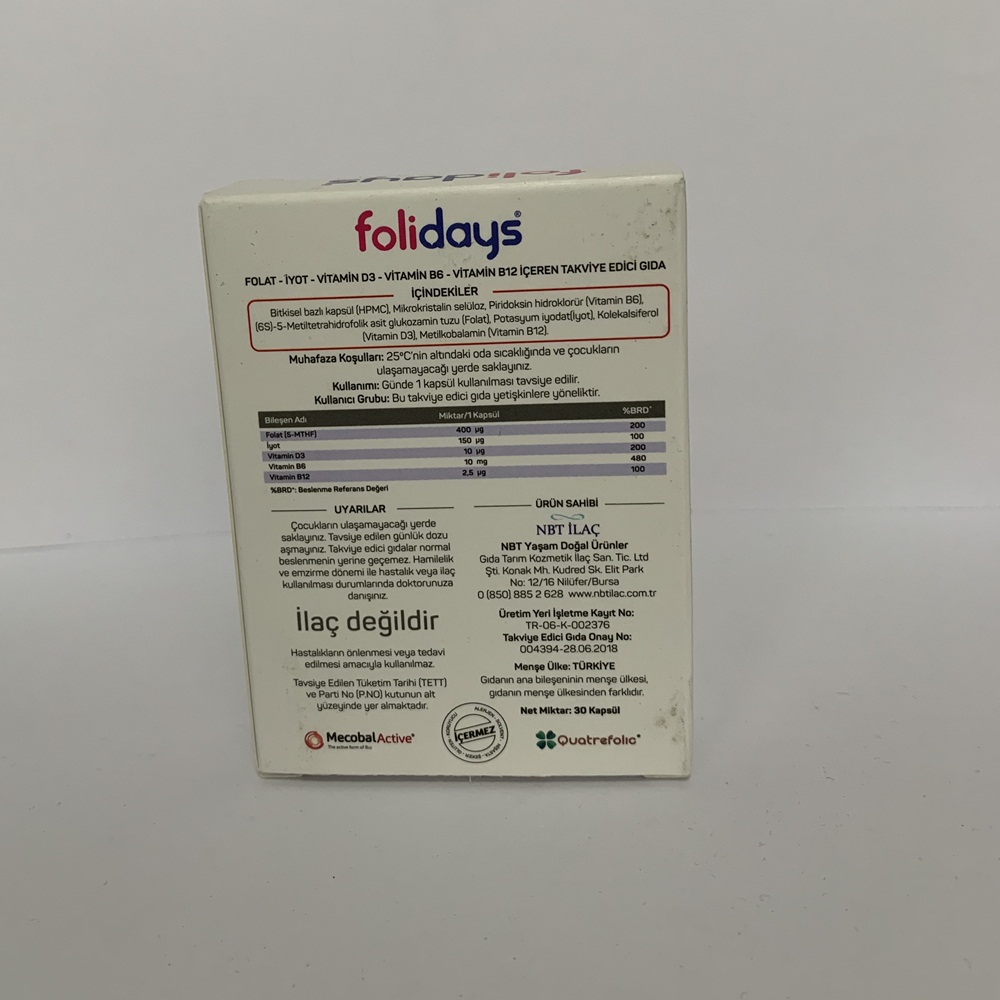 folidays
folidays®
FOLAT - İYOT - VİTAMİN D3 - VİTAMİN B6 - VİTAMİN B12 İÇEREN TAKVİYE EDİCİ GIDA
İÇİNDEKİLER
Bitkisel bazlı kapsül (HPMC), Mikrokristalin selüloz, Piridoksin hidroklorür (Vitamin B6),
(6S)-5-Metiltetrahidrofolik asit glukozamin tuzu (Folat), Potasyum iyodat(İyot), Kolekalsiferol
(Vitamin D3), Metilkobalamin (Vitamin B12).
Muhafaza Koşulları: 25°C'nin altındaki oda sıcaklığında ve çocukların
ulaşamayacağı yerde saklayınız.
Kullanımı: Günde 1 kapsül kullanılması tavsiye edilir.
Kullanıcı Grubu: Bu takviye edici gıda yetişkinlere yöneliktir.
Bileşen Adı Miktar/1 Kapsül %BRD*
Folat (5-MTHF) 400 µg 200
İyot 150 µg 100
Vitamin D3 10 µg 200
Vitamin B6 10 mg 480
Vitamin B12 2,5 µg 100
%BRD*: Beslenme Referans Değeri
UYARILAR
Çocukların ulaşamayacağı yerde
saklayınız. Tavsiye edilen günlük dozu
aşmayınız. Takviye edici gıdalar normal
beslenmenin yerine geçemez. Hamilelik
ve emzirme dönemi ile hastalık veya ilaç
kullanılması durumlarında doktorunuza
danışınız.
İlaç değildir
Hastalıkların önlenmesi veya tedavi
edilmesi amacıyla kullanılmaz.
Tavsiye Edilen Tüketim Tarihi (TETT)
ve Parti No (P.NO) kutunun alt
yüzeyinde yer almaktadır.
MecobalActive®
The active form of B12
ÜRÜN SAHİBİ
NBT İLAÇ
NBT Yaşam Doğal Ürünler
Gıda Tarım Kozmetik İlaç San. Tic. Ltd
Şti. Konak Mh. Kudred Sk. Elit Park
No: 12/16 Nilüfer/Bursa
0 (850) 885 2 628 www.nbtilac.com.tr
Üretim Yeri İşletme Kayıt No:
TR-06-K-002376
Takviye Edici Gıda Onay No:
004394-28.06.2018
Menşe Ülke: TÜRKİYE
Gıdanın ana bileşeninin menşe ülkesi,
gıdanın menşe ülkesinden farklıdır.
Net Miktar: 30 Kapsül
İÇERMEZ
Quatrefolic®